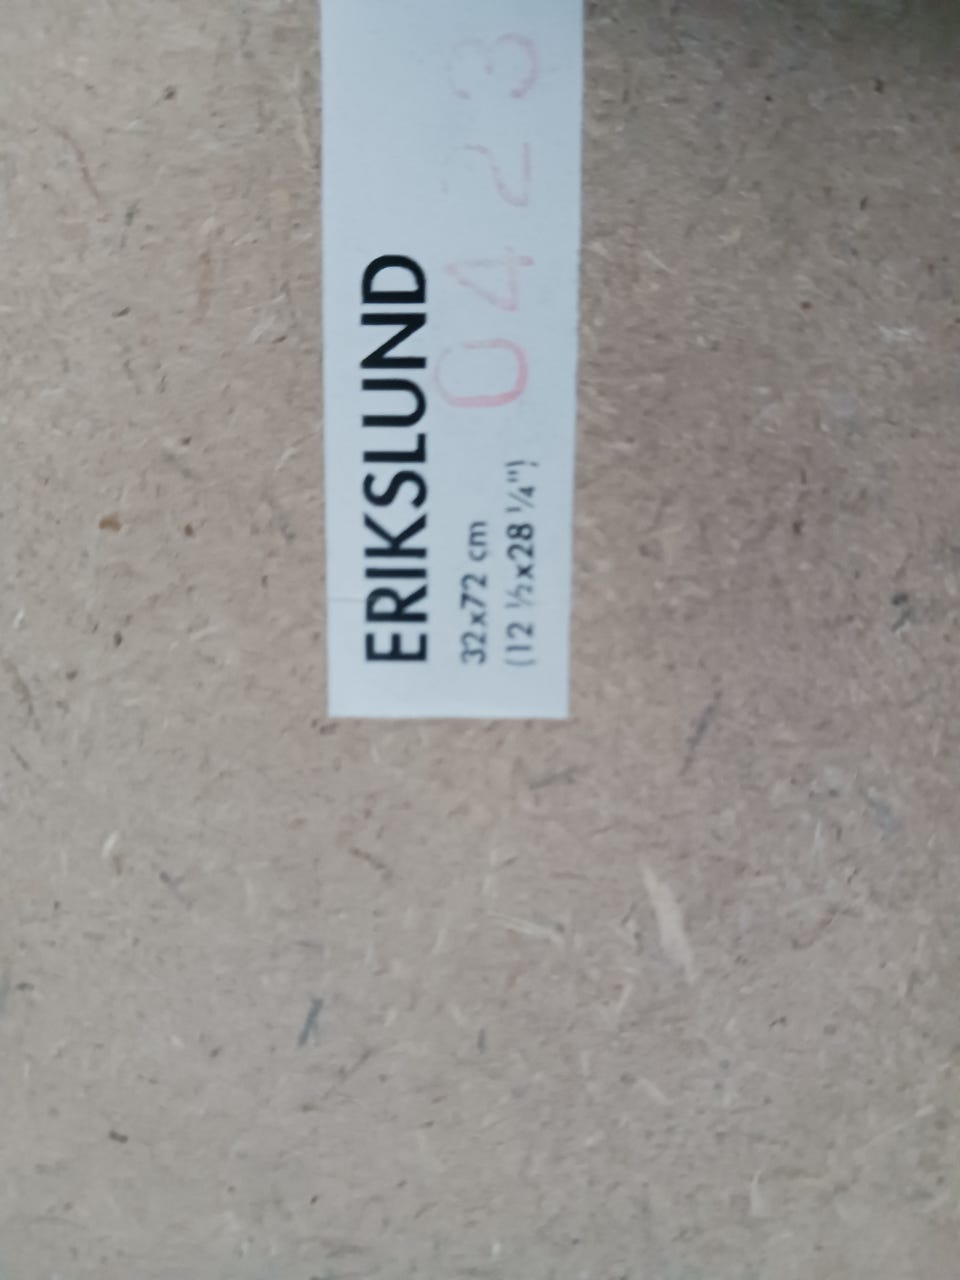 ERIKSLUND
0423
32x72 cm
(12 ½x28 ¼")